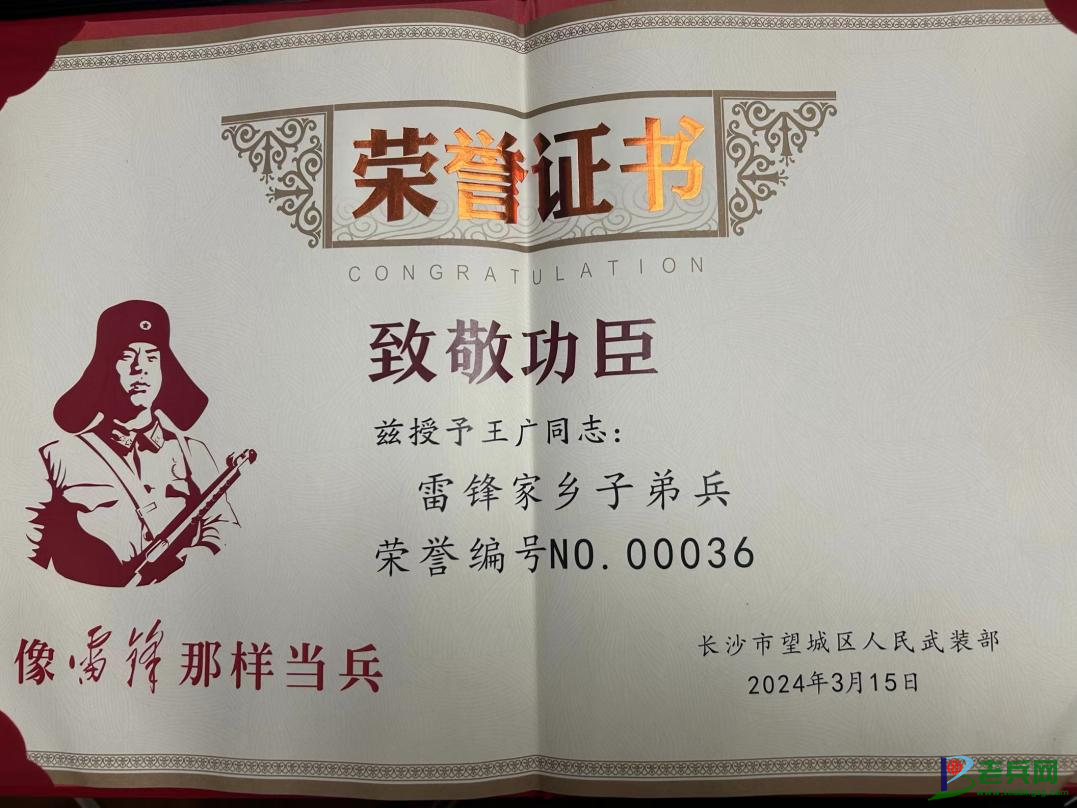 荣誉证书
CONGRATULATION
致敬功臣
兹授予王广同志：
雷锋家乡子弟兵
荣誉编号NO.00036
像雷锋那样当兵
长沙市望城区人民武装部
2024年3月15日
老兵网